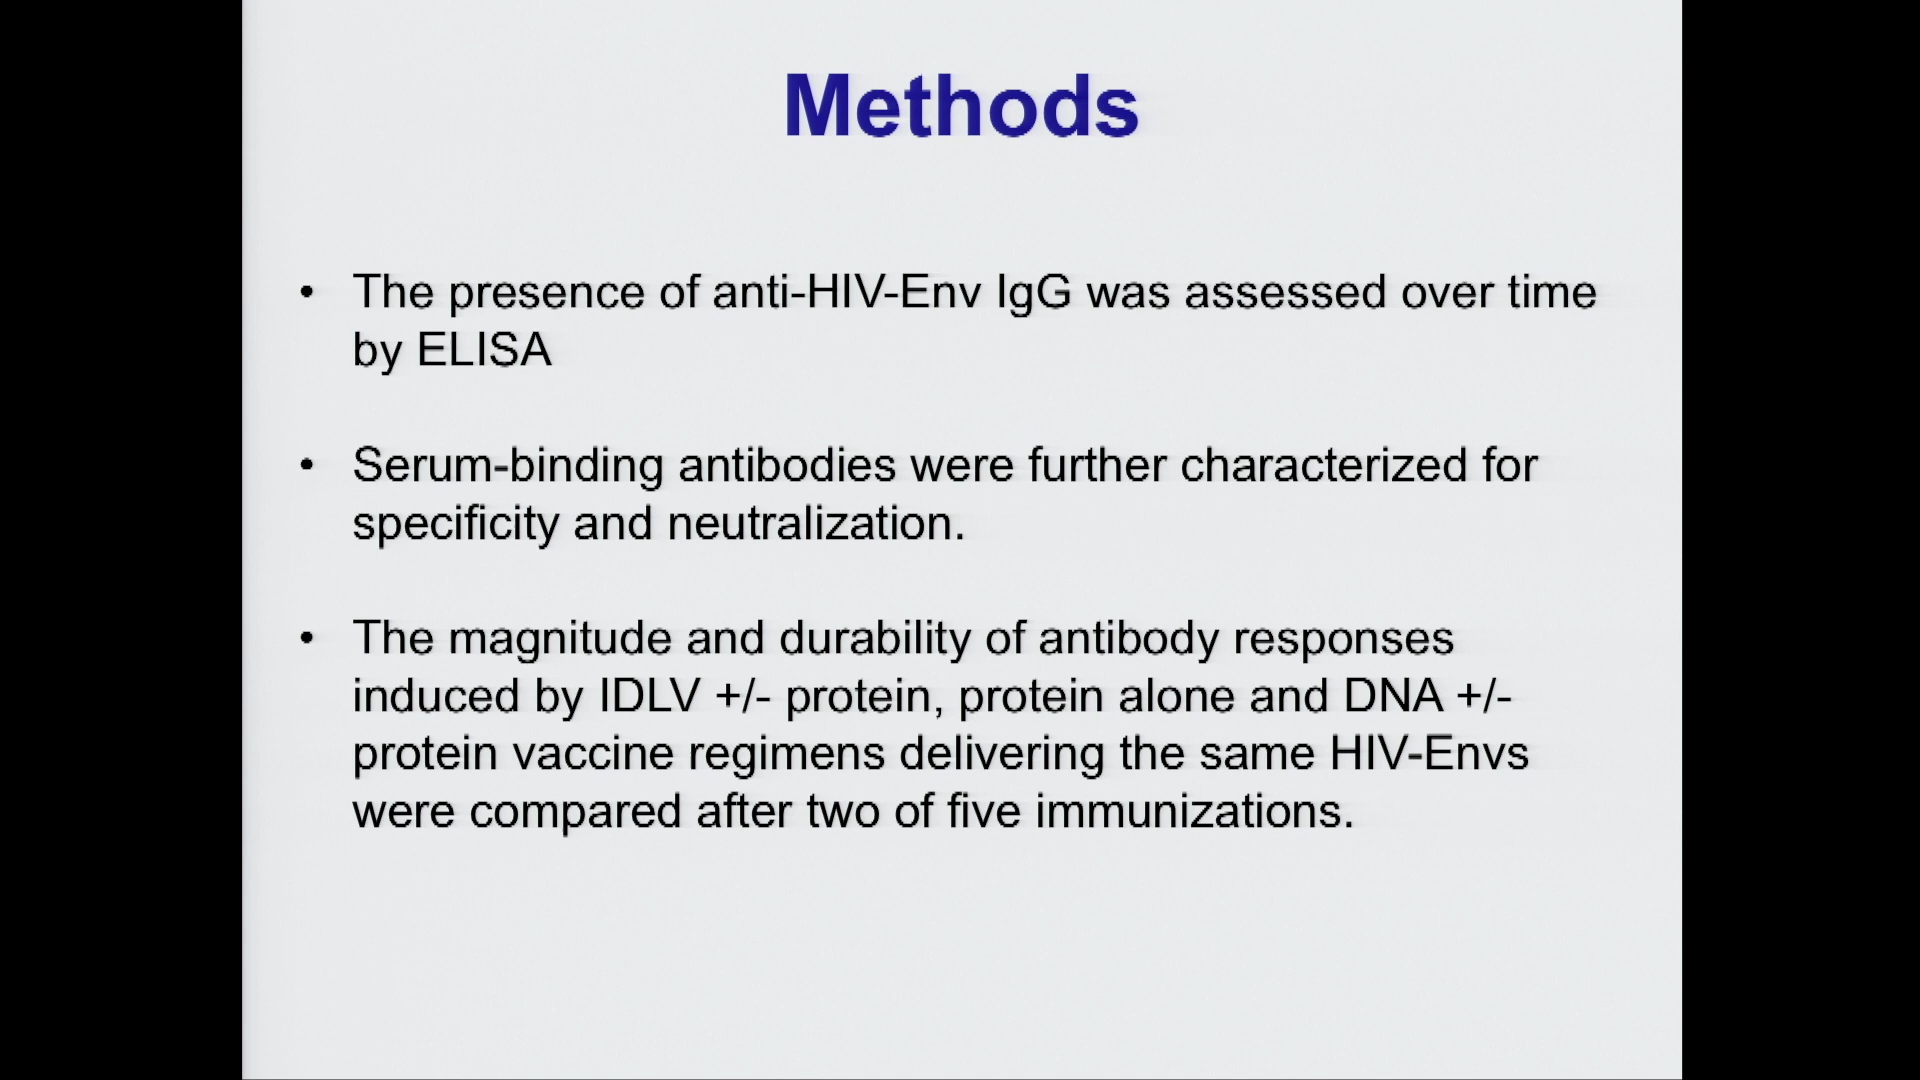 Methods
• The presence of anti-HIV-Env IgG was assessed over time
by ELISA
• Serum-binding antibodies were further characterized for
specificity and neutralization.
• The magnitude and durability of antibody responses
induced by IDLV +/- protein, protein alone and DNA +/-
protein vaccine regimens delivering the same HIV-Envs
were compared after two of five immunizations.